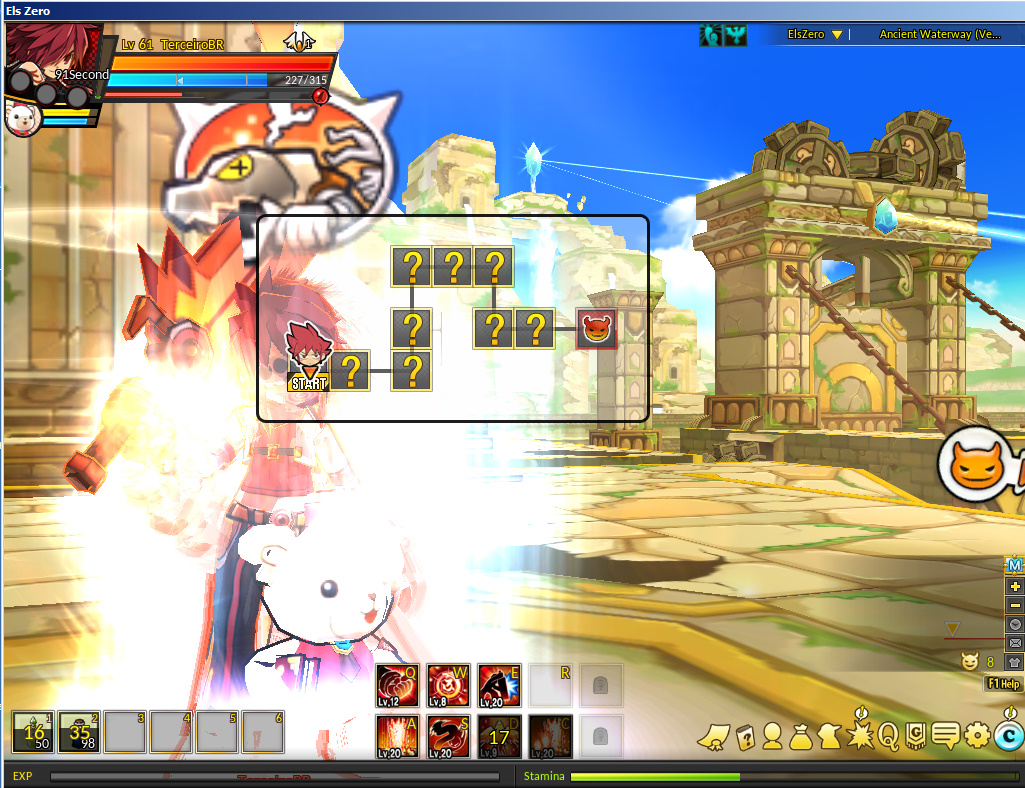 Els Zero
Lv 61 TerceiroBR
1
91Second
227/315
ElsZero
Ancient Waterway (Ve...
? ? ?
? ? ?
START ? ?
M
8
F1 Help
Q W E R
Lv,12 Lv,8 Lv,20
1 2 3 4 5 6
16 35
50 98
A S D C
17
Lv,20 Lv,20 Lv,9 Lv,20
Q C
C
EXP
TerceiroBR
Stamina